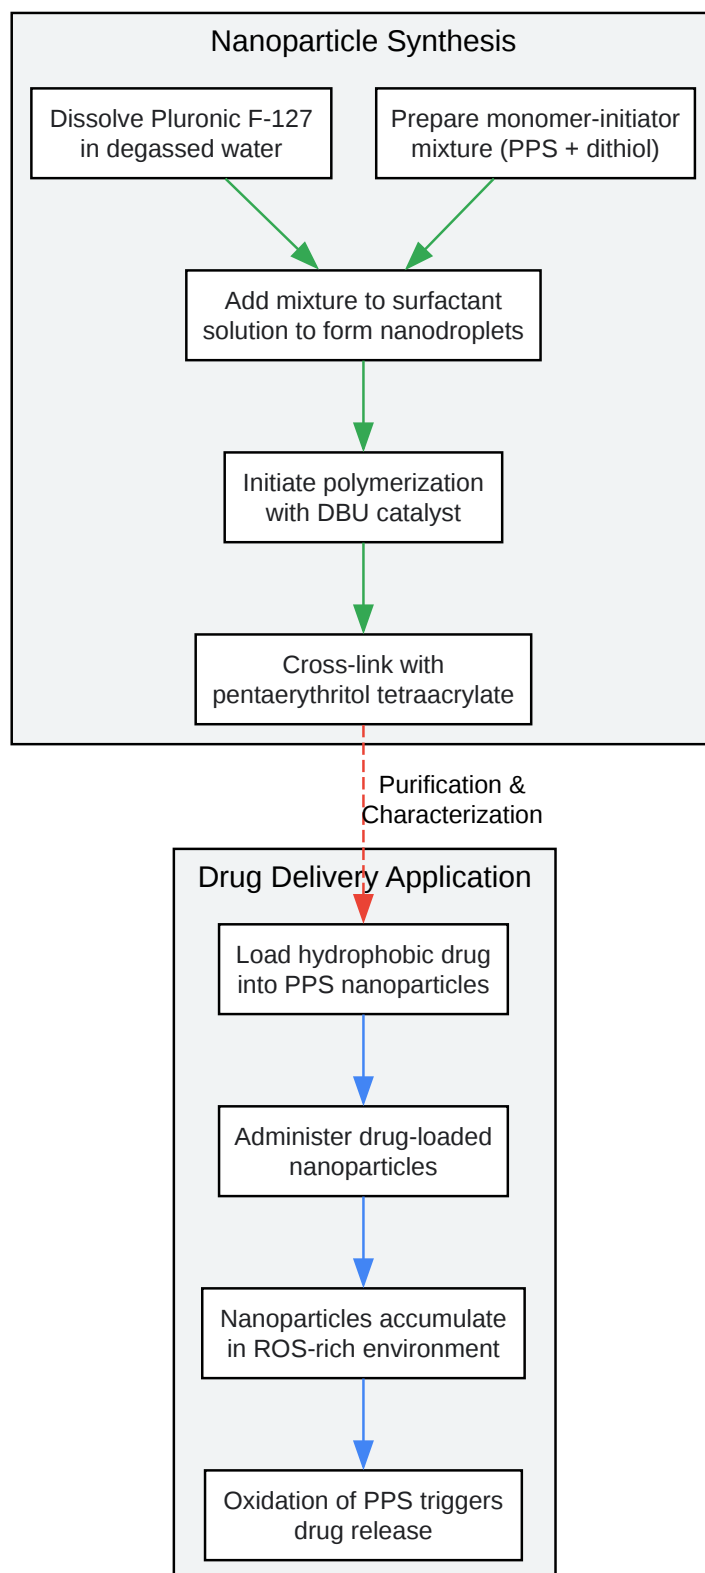 Nanoparticle Synthesis
Dissolve Pluronic F-127
in degassed water
Prepare monomer-initiator
mixture (PPS + dithiol)
Add mixture to surfactant
solution to form nanodroplets
Initiate polymerization
with DBU catalyst
Cross-link with
pentaerythritol tetraacrylate
Purification &
Characterization
Drug Delivery Application
Load hydrophobic drug
into PPS nanoparticles
Administer drug-loaded
nanoparticles
Nanoparticles accumulate
in ROS-rich environment
Oxidation of PPS triggers
drug release